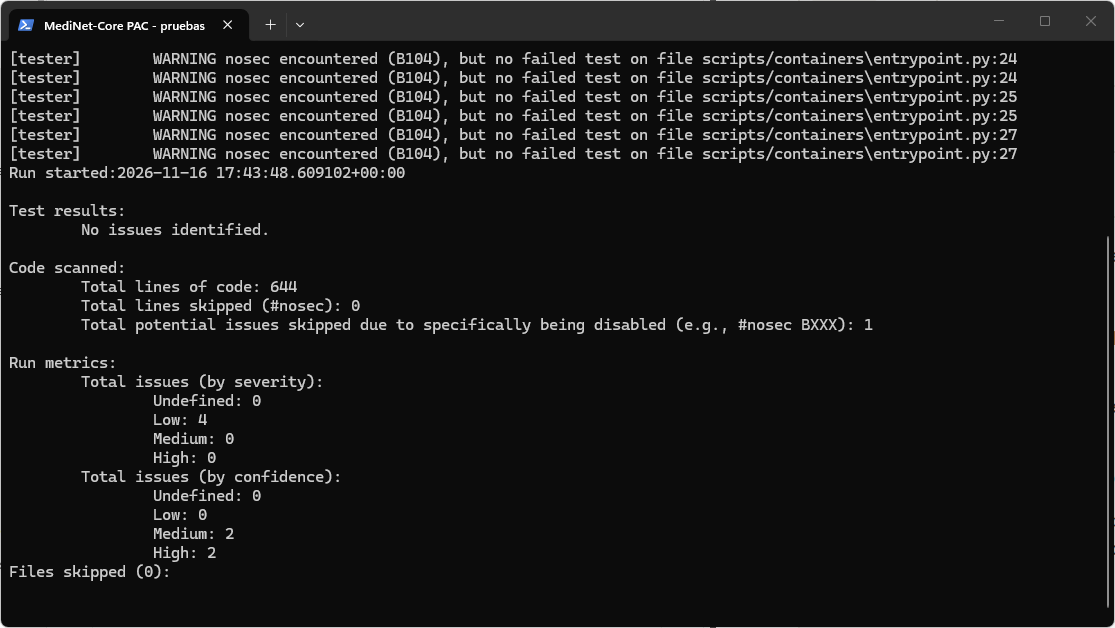 MediNet-Core PAC - pruebas
[tester]        WARNING nosec encountered (B104), but no failed test on file scripts/containers\entrypoint.py:24
[tester]        WARNING nosec encountered (B104), but no failed test on file scripts/containers\entrypoint.py:24
[tester]        WARNING nosec encountered (B104), but no failed test on file scripts/containers\entrypoint.py:25
[tester]        WARNING nosec encountered (B104), but no failed test on file scripts/containers\entrypoint.py:25
[tester]        WARNING nosec encountered (B104), but no failed test on file scripts/containers\entrypoint.py:27
[tester]        WARNING nosec encountered (B104), but no failed test on file scripts/containers\entrypoint.py:27
Run started:2026-11-16 17:43:48.609102+00:00

Test results:
        No issues identified.

Code scanned:
        Total lines of code: 644
        Total lines skipped (#nosec): 0
        Total potential issues skipped due to specifically being disabled (e.g., #nosec BXXX): 1

Run metrics:
        Total issues (by severity):
                Undefined: 0
                Low: 4
                Medium: 0
                High: 0
        Total issues (by confidence):
                Undefined: 0
                Low: 0
                Medium: 2
                High: 2
Files skipped (0):